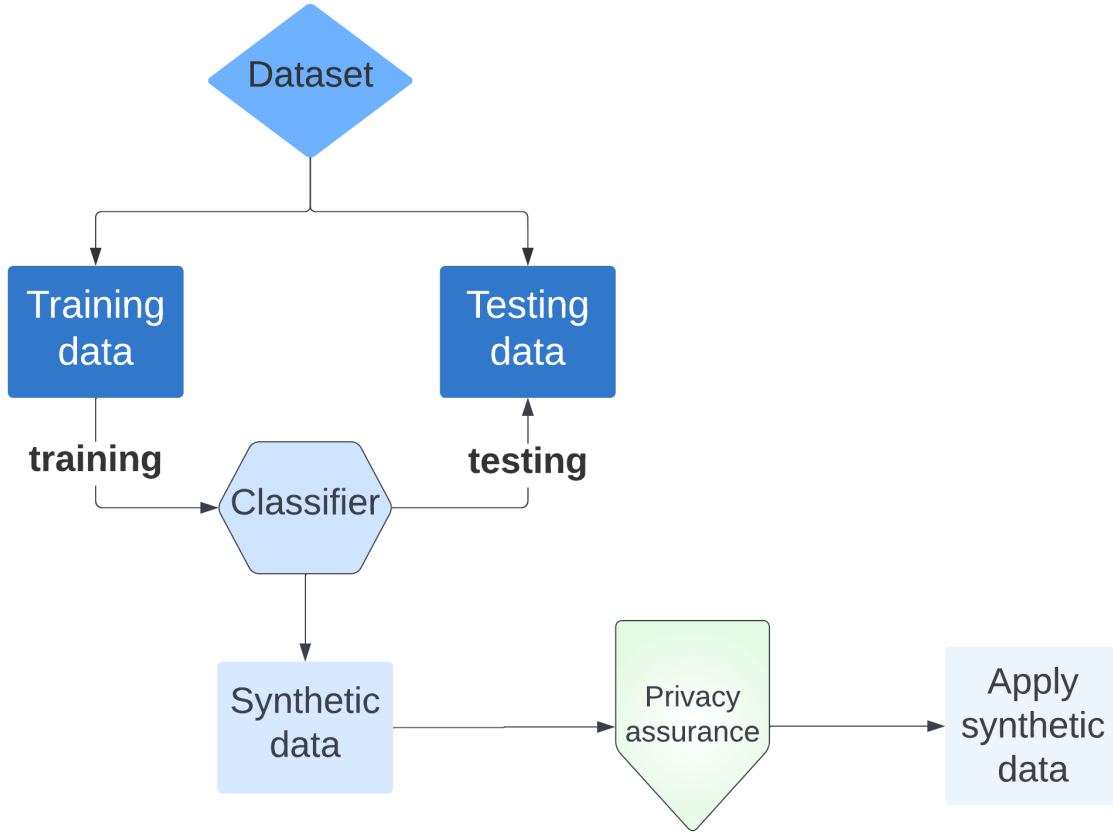 Dataset
Training
data
Testing
data
training
testing
Classifier
Synthetic
data
Privacy
assurance
Apply
synthetic
data